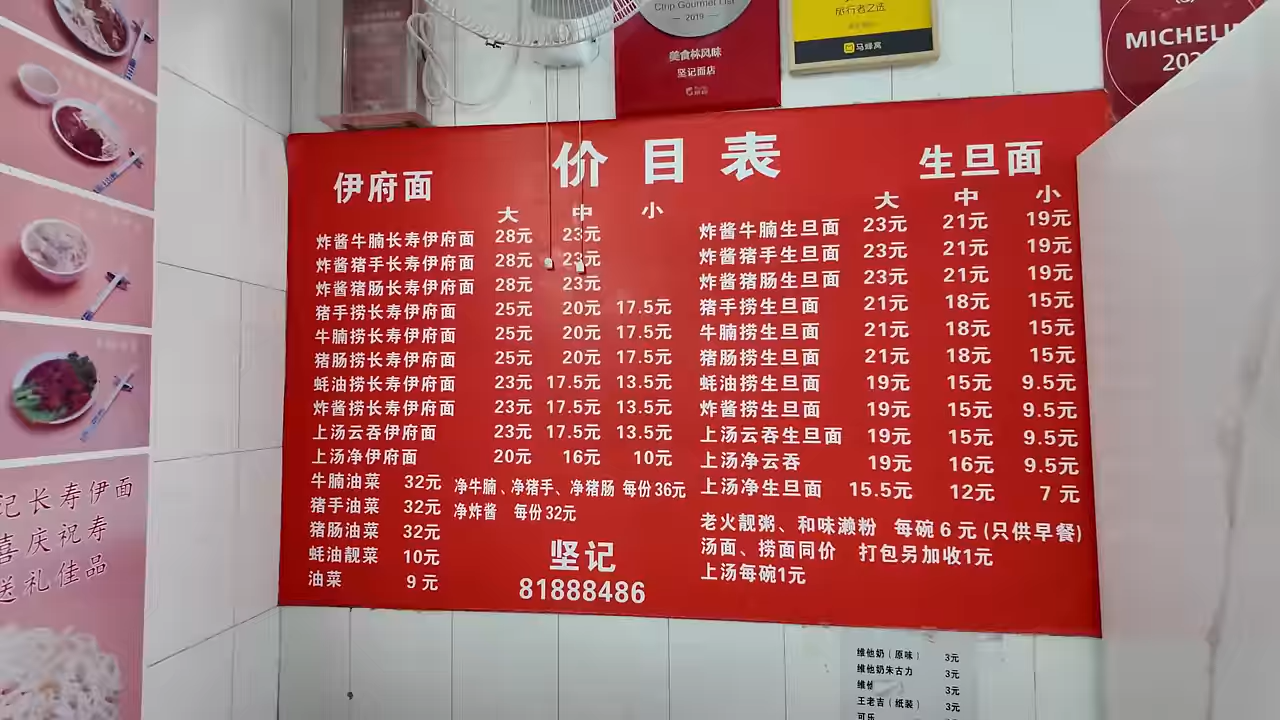 Ctrip Gourmet List
2019
美食林风味
坚记面店
旅行者之选
马蜂窝
MICHELI
202
价目表
伊府面
大 中 小
炸酱牛腩长寿伊府面 28元 23元
炸酱猪手长寿伊府面 28元 23元
炸酱猪肠长寿伊府面 28元 23元
猪手捞长寿伊府面 25元 20元 17.5元
牛腩捞长寿伊府面 25元 20元 17.5元
猪肠捞长寿伊府面 25元 20元 17.5元
蚝油捞长寿伊府面 23元 17.5元 13.5元
炸酱捞长寿伊府面 23元 17.5元 13.5元
上汤云吞伊府面 23元 17.5元 13.5元
上汤净伊府面 20元 16元 10元
牛腩油菜 32元
猪手油菜 32元
猪肠油菜 32元
蚝油靓菜 10元
油菜 9元
净牛腩、净猪手、净猪肠 每份36元
净炸酱 每份32元
坚记
81888486
生旦面
大 中 小
炸酱牛腩生旦面 23元 21元 19元
炸酱猪手生旦面 23元 21元 19元
炸酱猪肠生旦面 23元 21元 19元
猪手捞生旦面 21元 18元 15元
牛腩捞生旦面 21元 18元 15元
猪肠捞生旦面 21元 18元 15元
蚝油捞生旦面 19元 15元 9.5元
炸酱捞生旦面 19元 15元 9.5元
上汤云吞生旦面 19元 15元 9.5元
上汤净云吞 19元 16元 9.5元
上汤净生旦面 15.5元 12元 7元
老火靓粥、和味濑粉 每碗6元(只供早餐)
汤面、捞面同价 打包另加收1元
上汤每碗1元
记长寿伊面
喜庆祝寿
送礼佳品
维他奶(原味) 3元
维他奶朱古力 3元
维他 3元
王老吉(纸装) 3元
可乐